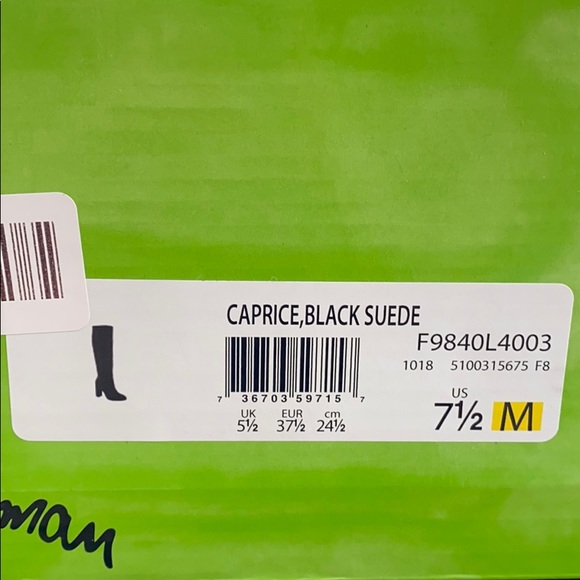 CAPRICE,BLACK SUEDE
F9840L4003
1018 5100315675 F8
7 36703 59715 7
UK EUR cm
5½ 37½ 24½
US
7½ M